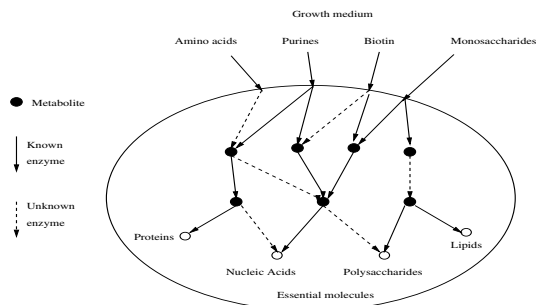 Growth medium
Amino acids Purines Biotin Monosaccharides
Metabolite
Known
enzyme
Unknown
enzyme
Proteins
Lipids
Nucleic Acids Polysaccharides
Essential molecules